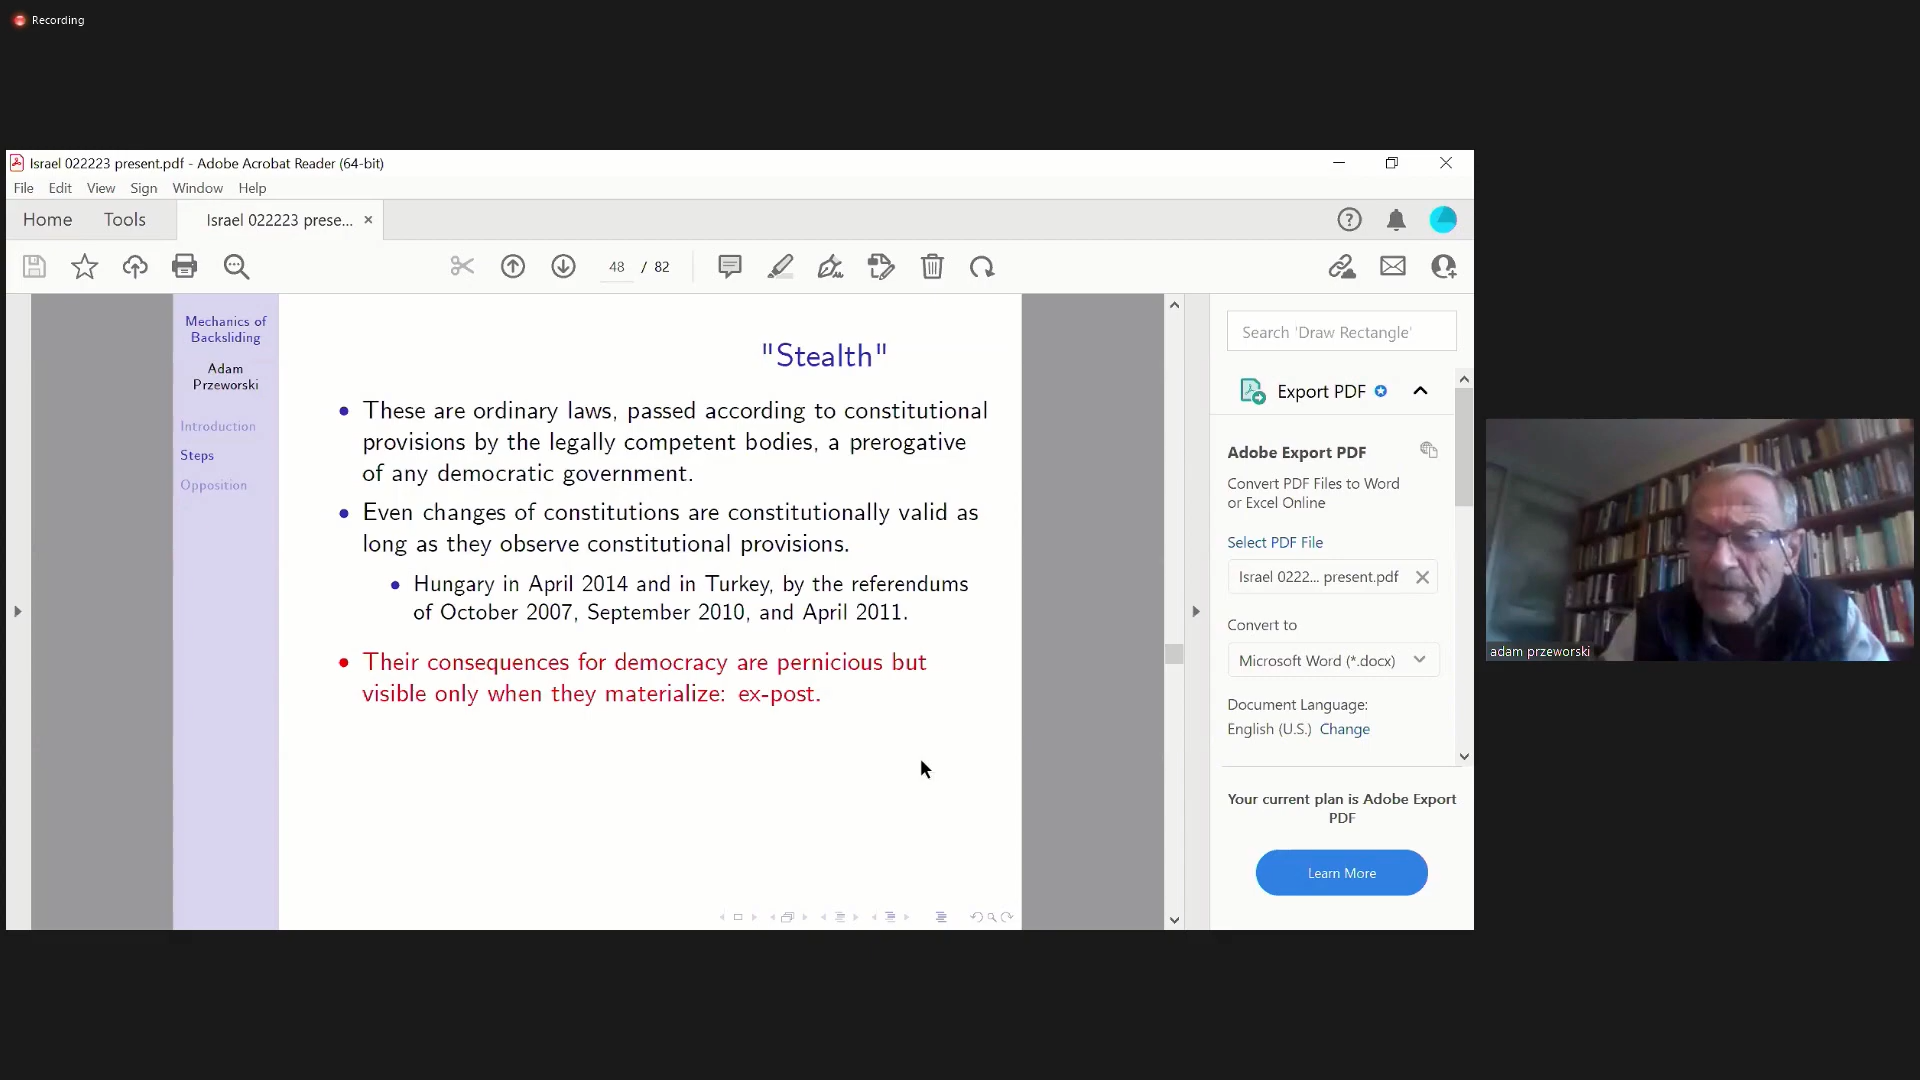 Recording
Israel 022223 present.pdf - Adobe Acrobat Reader (64-bit)
File Edit View Sign Window Help
Home Tools Israel 022223 prese... ×
48 / 82
Mechanics of
Backsliding
Adam
Przeworski
Introduction
Steps
Opposition
"Stealth"
• These are ordinary laws, passed according to constitutional
provisions by the legally competent bodies, a prerogative
of any democratic government.
• Even changes of constitutions are constitutionally valid as
long as they observe constitutional provisions.
• Hungary in April 2014 and in Turkey, by the referendums
of October 2007, September 2010, and April 2011.
• Their consequences for democracy are pernicious but
visible only when they materialize: ex-post.
Search 'Draw Rectangle'
Export PDF
Adobe Export PDF
Convert PDF Files to Word
or Excel Online
Select PDF File
Israel 0222... present.pdf
Convert to
Microsoft Word (*.docx)
Document Language:
English (U.S.) Change
Your current plan is Adobe Export
PDF
Learn More
adam przeworski